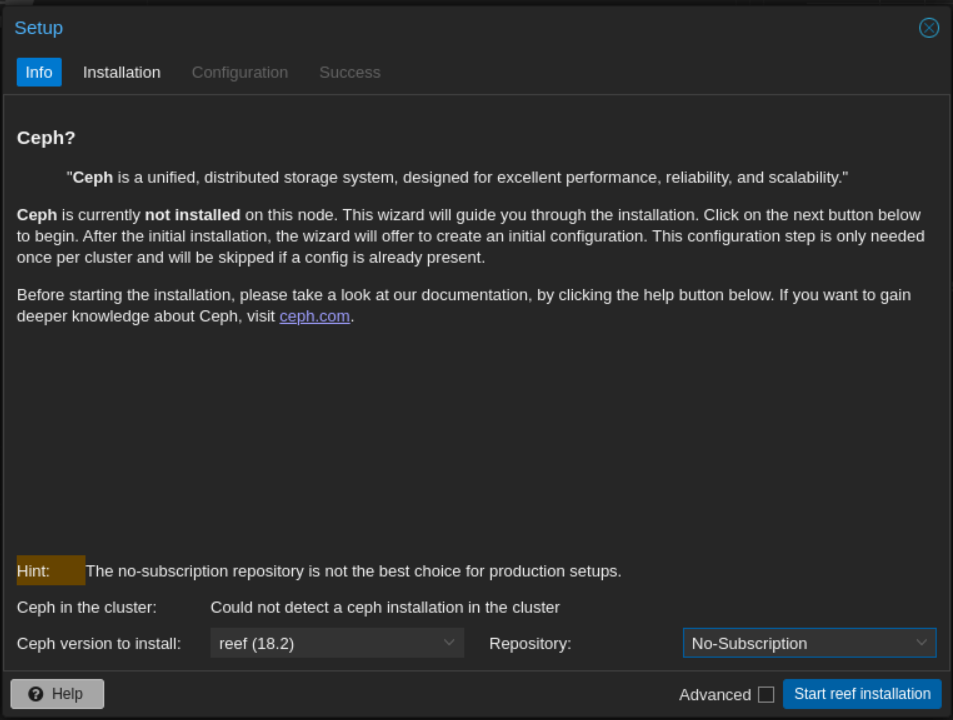 Setup
Info Installation Configuration Success
Ceph?
"Ceph is a unified, distributed storage system, designed for excellent performance, reliability, and scalability."
Ceph is currently not installed on this node. This wizard will guide you through the installation. Click on the next button below
to begin. After the initial installation, the wizard will offer to create an initial configuration. This configuration step is only needed
once per cluster and will be skipped if a config is already present.
Before starting the installation, please take a look at our documentation, by clicking the help button below. If you want to gain
deeper knowledge about Ceph, visit ceph.com.
Hint: The no-subscription repository is not the best choice for production setups.
Ceph in the cluster: Could not detect a ceph installation in the cluster
Ceph version to install: reef (18.2) Repository: No-Subscription
Help Advanced Start reef installation